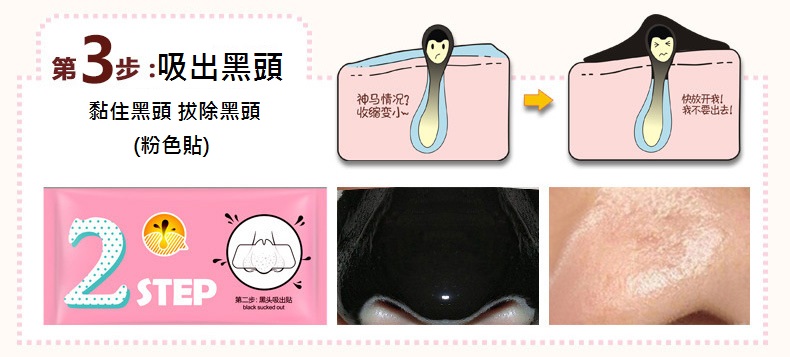 第3步:吸出黑頭
黏住黑頭 拔除黑頭
(粉色貼)
神马情况?
收缩变小~
快放开我!
我不要出去!
2
STEP
第二步:黑头吸出贴
black sucked out